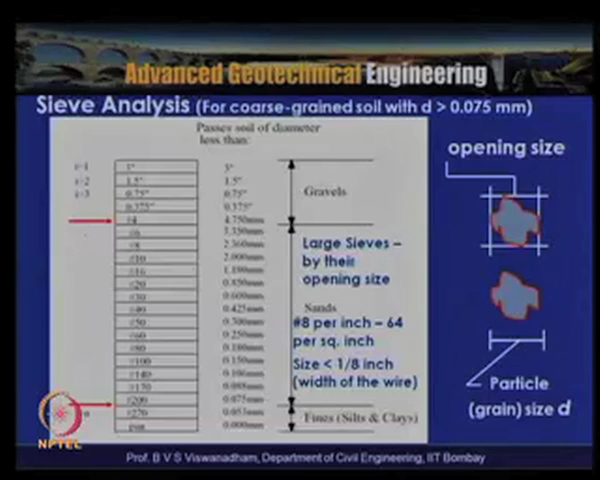 Advanced Geotechnical Engineering
Sieve Analysis (For coarse-grained soil with d > 0.075 mm)
Passes soil of diameter
less than:
i=1 1" 3"
i=2 1.5" 1.5"
i=3 0.75" 0.75"
0.375" 0.375"
#4 4.750mm
#6 3.350mm
#8 2.360mm
#10 2.000mm
#16 1.180mm
#20 0.850mm
#30 0.600mm
#40 0.425mm
#50 0.300mm
#60 0.250mm
#80 0.180mm
#100 0.150mm
#140 0.106mm
#170 0.088mm
#200 0.075mm
#270 0.053mm
0.000mm
Gravels
Large Sieves –
by their
opening size
Sands
#8 per inch – 64
per sq. inch
Size < 1/8 inch
(width of the wire)
Fines (Silts & Clays)
opening size
Particle
(grain) size d
NPTEL
Prof. B V S Viswanadham, Department of Civil Engineering, IIT Bombay